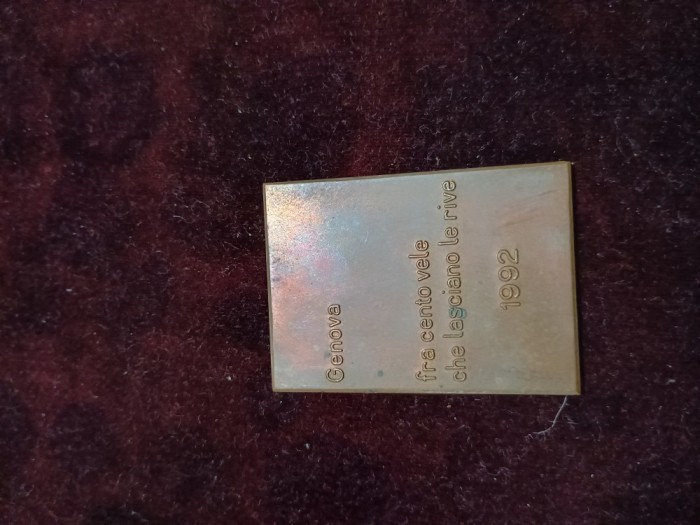 Genova
fra cento vele
che lasciano le rive
1992